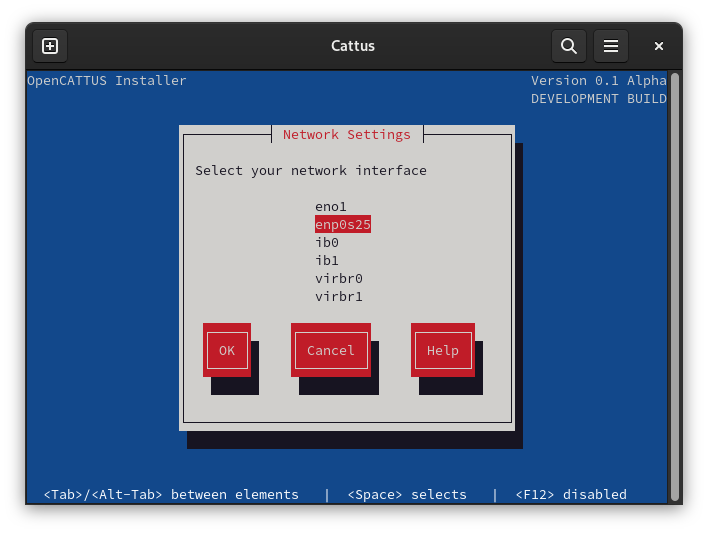 Cattus
OpenCATTUS Installer Version 0.1 Alpha
DEVELOPMENT BUILD
Network Settings
Select your network interface
eno1
enp0s25
ib0
ib1
virbr0
virbr1
OK Cancel Help
<Tab>/<Alt-Tab> between elements | <Space> selects | <F12> disabled